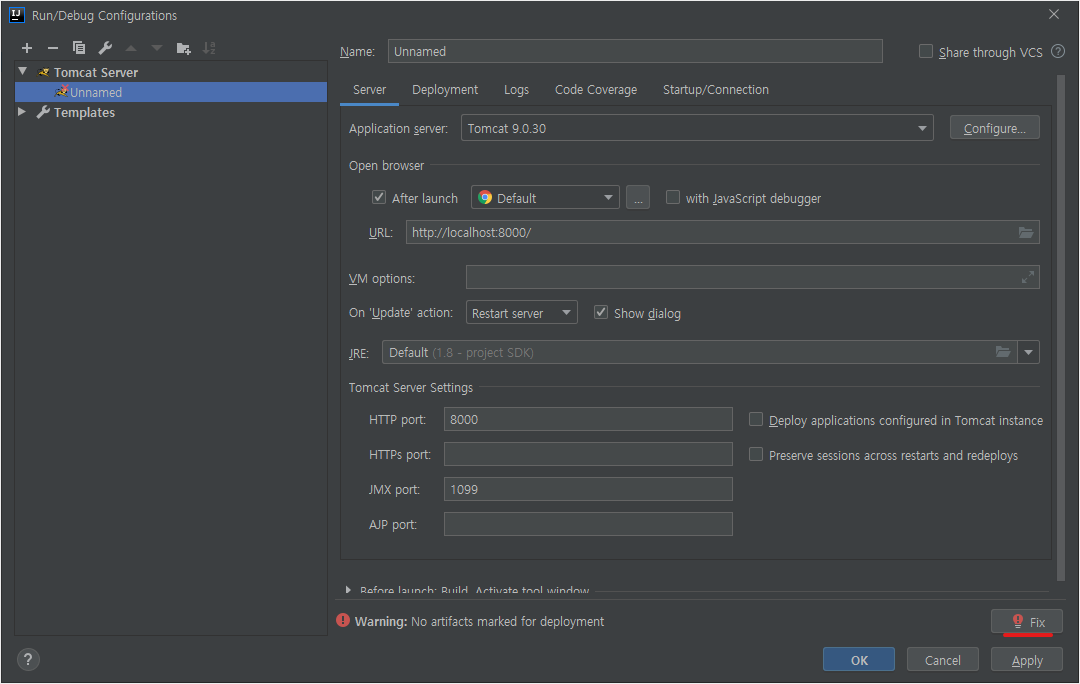 IJ Run/Debug Configurations
Name: Unnamed
Share through VCS ?
Tomcat Server
Unnamed
Templates
Server Deployment Logs Code Coverage Startup/Connection
Application server: Tomcat 9.0.30 Configure...
Open browser
After launch Default ... with JavaScript debugger
URL: http://localhost:8000/
VM options:
On 'Update' action: Restart server Show dialog
JRE: Default (1.8 - project SDK)
Tomcat Server Settings
HTTP port: 8000 Deploy applications configured in Tomcat instance
HTTPs port: Preserve sessions across restarts and redeploys
JMX port: 1099
AJP port:
Before launch: Build, Activate tool window
Warning: No artifacts marked for deployment Fix
? OK Cancel Apply